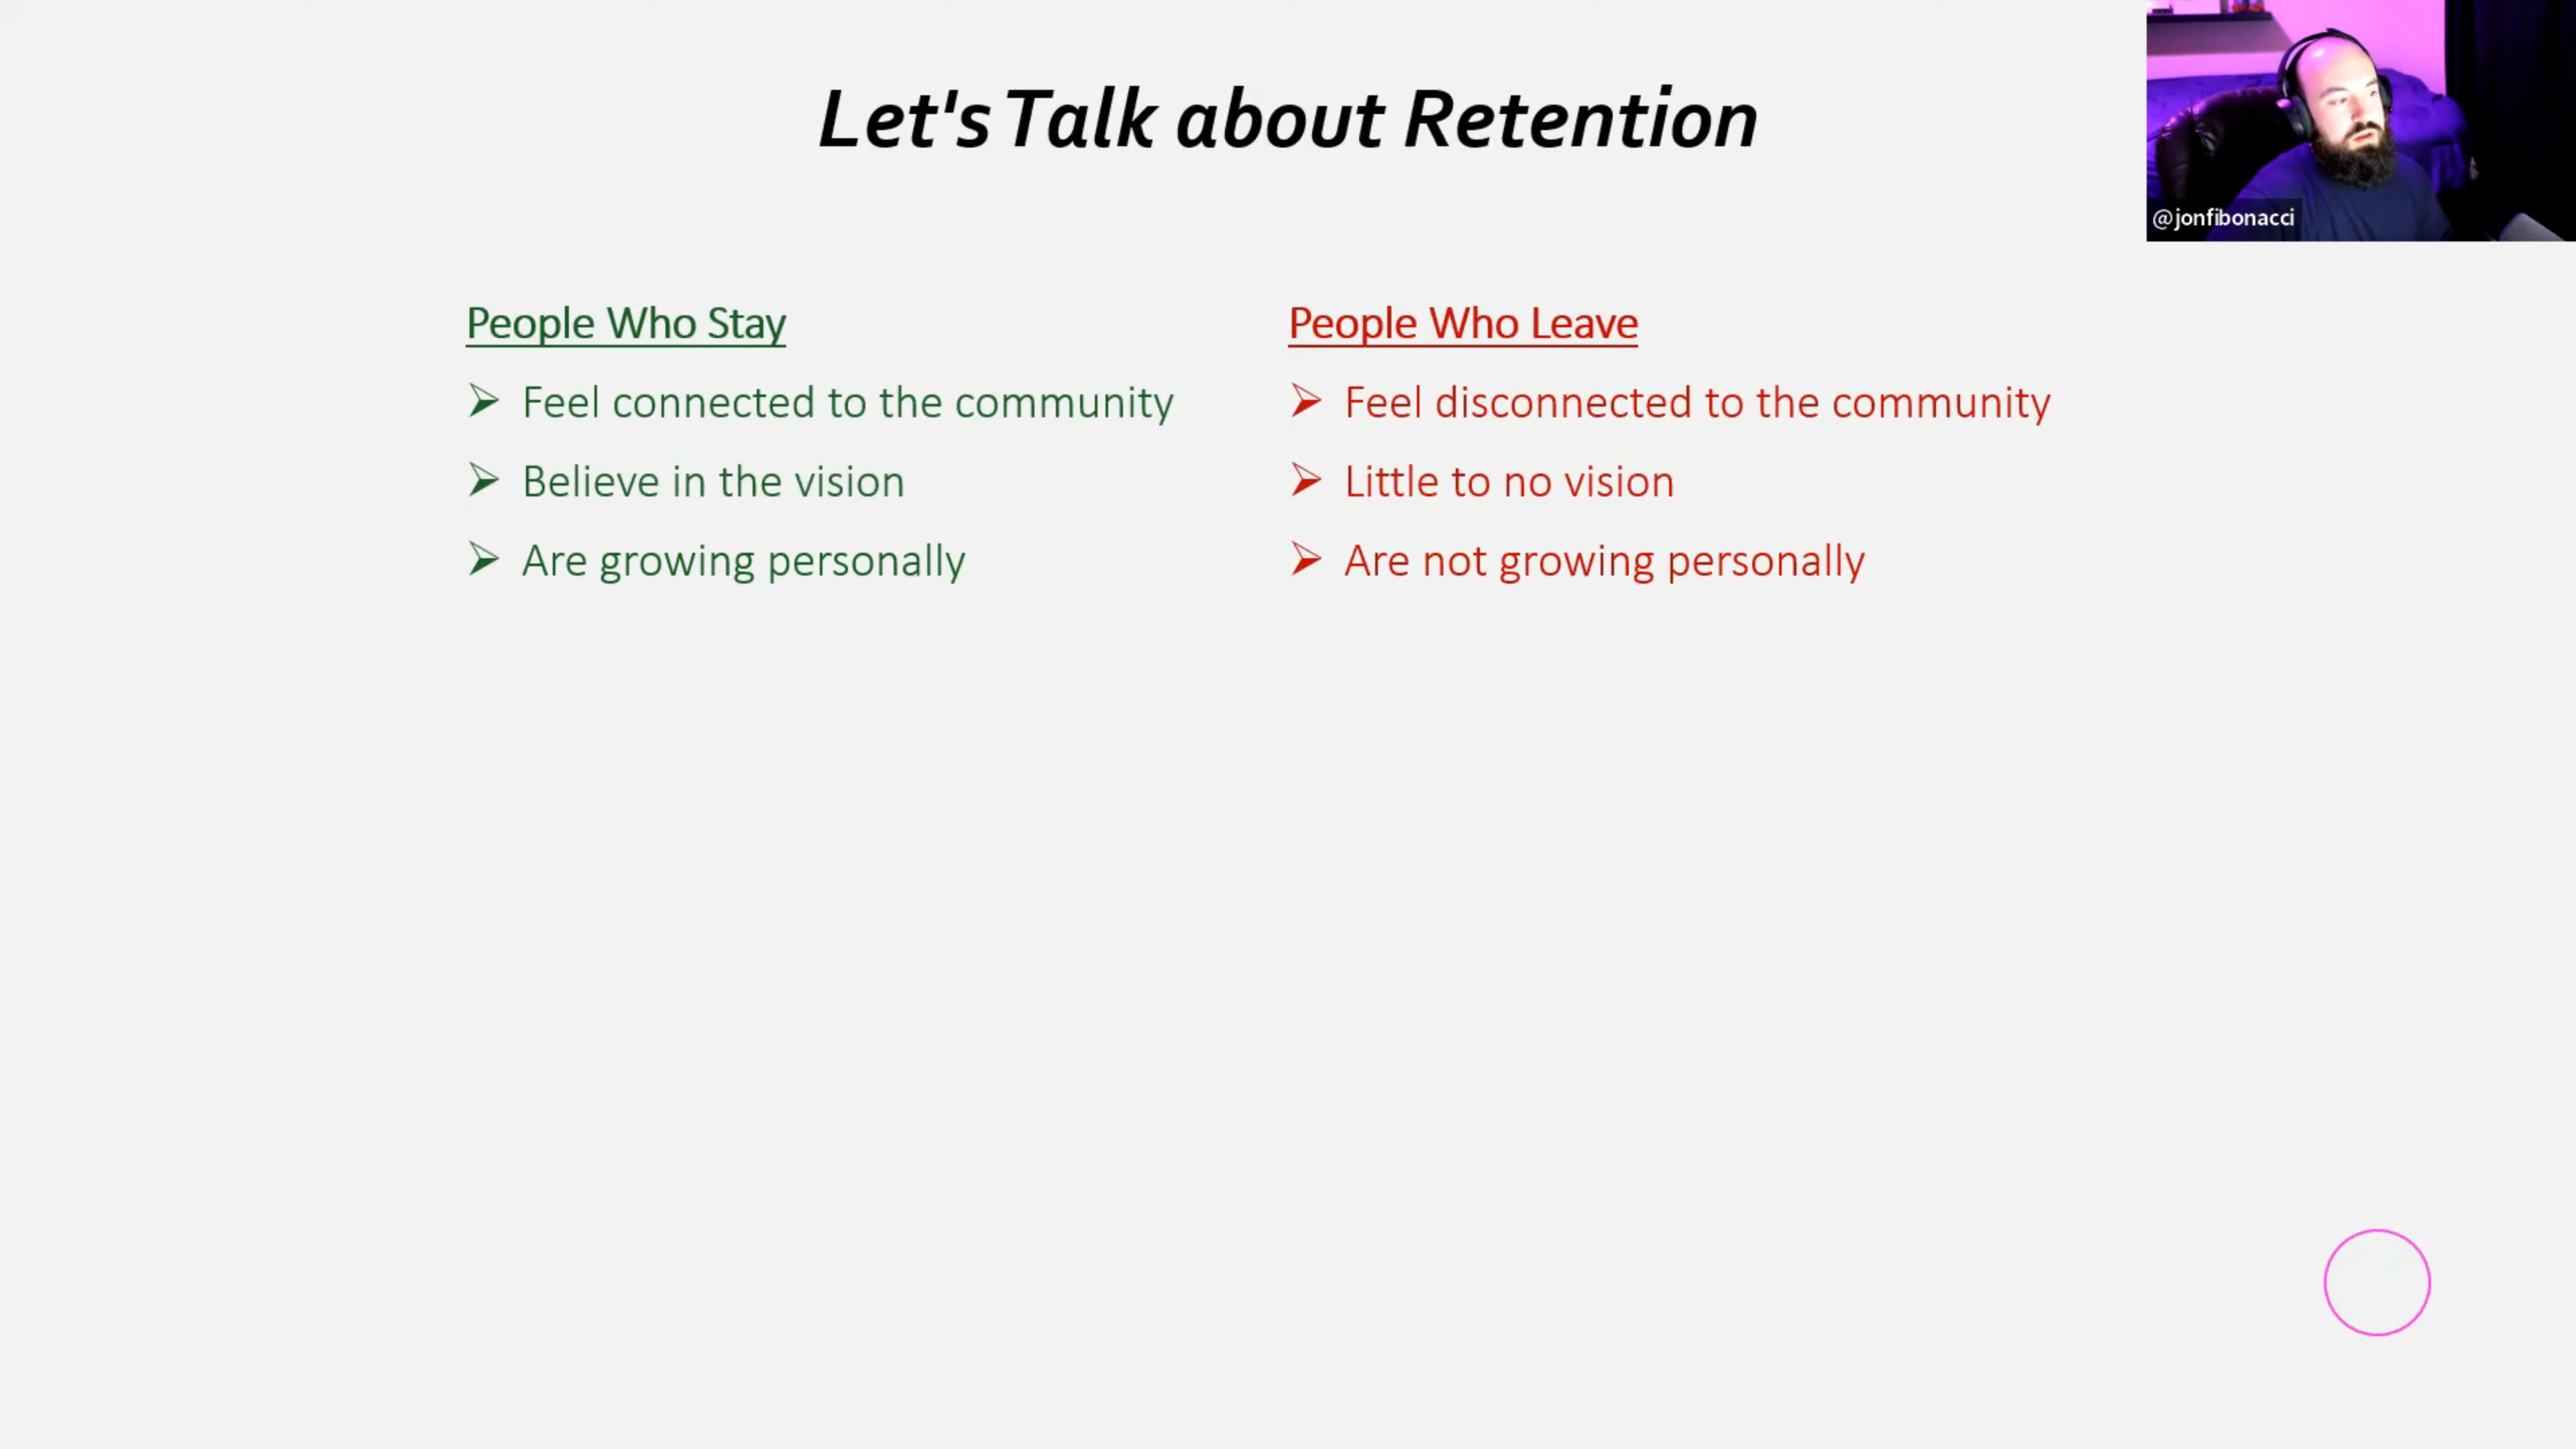 Let's Talk about Retention
@jonfibonacci
People Who Stay
Feel connected to the community
Believe in the vision
Are growing personally
People Who Leave
Feel disconnected to the community
Little to no vision
Are not growing personally